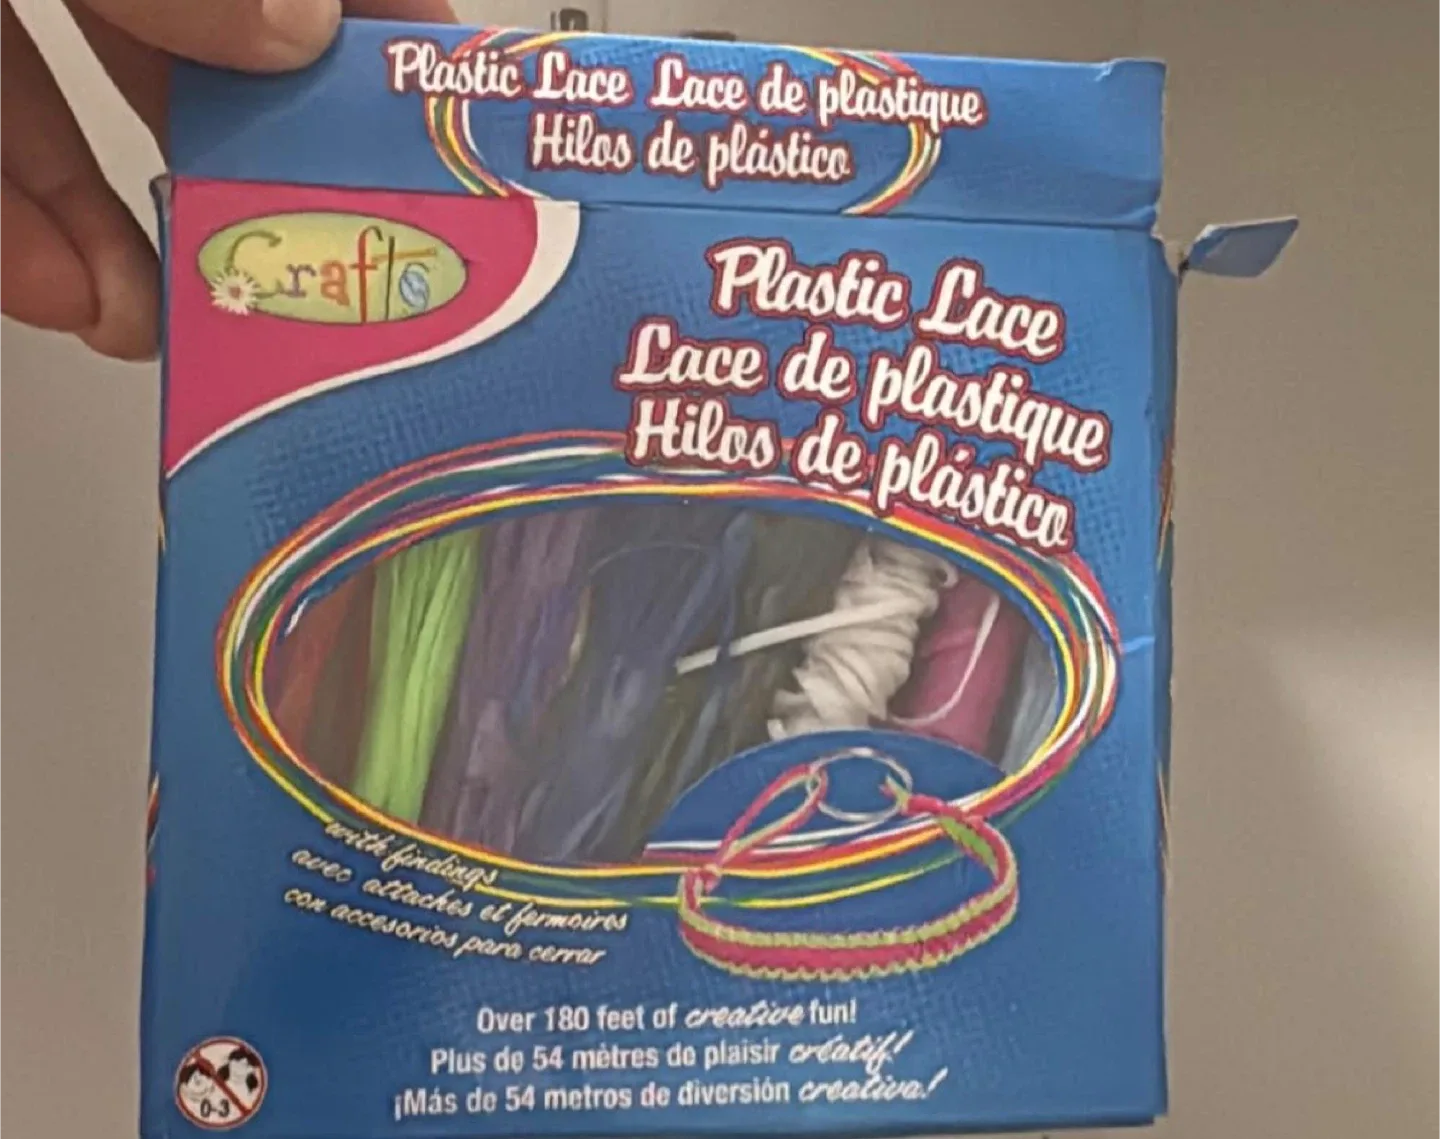 Plastic Lace Lace de plastique
Hilos de plástico
Crafts
Plastic Lace
Lace de plastique
Hilos de plástico
with findings
avec attaches et fermoires
con accesorios para cerrar
Over 180 feet of creative fun!
Plus de 54 mètres de plaisir créatif!
¡Más de 54 metros de diversión creativa!
0-3